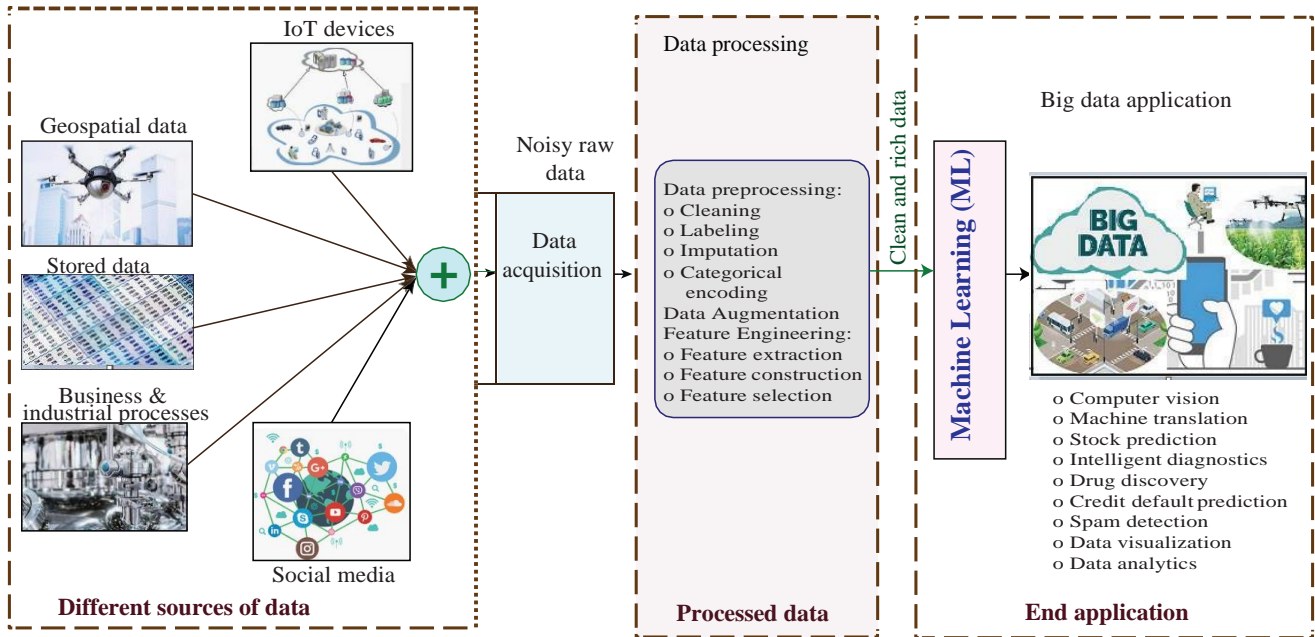 IoT devices
Geospatial data
Stored data
Business &
industrial processes
Social media
+
Different sources of data
Noisy raw
data
Data
acquisition
Data processing
Data preprocessing:
o Cleaning
o Labeling
o Imputation
o Categorical
encoding
Data Augmentation
Feature Engineering:
o Feature extraction
o Feature construction
o Feature selection
Processed data
Clean and rich data
Machine Learning (ML)
Big data application
BIG
DATA
o Computer vision
o Machine translation
o Stock prediction
o Intelligent diagnostics
o Drug discovery
o Credit default prediction
o Spam detection
o Data visualization
o Data analytics
End application